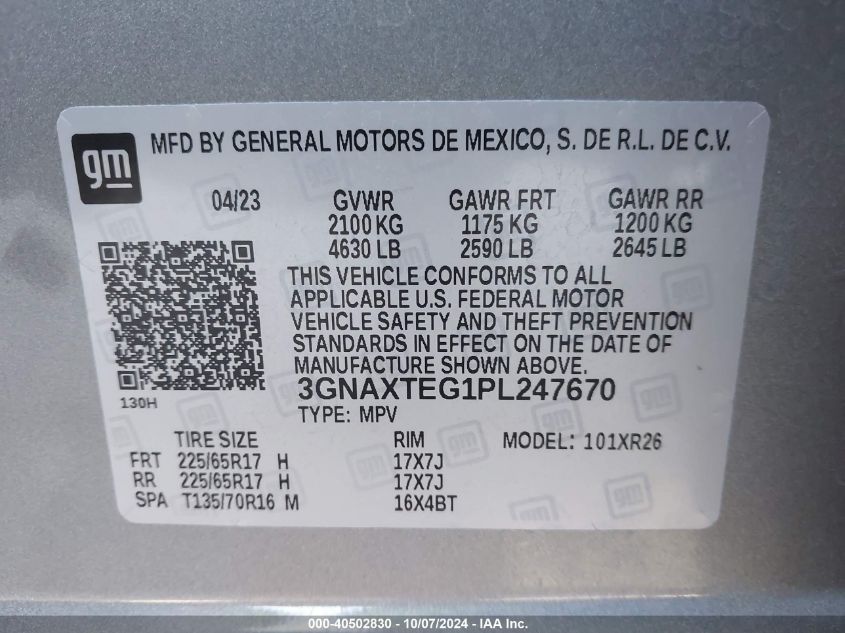 gm MFD BY GENERAL MOTORS DE MEXICO, S. DE R.L. DE C.V.
04/23 GVWR GAWR FRT GAWR RR
2100 KG 1175 KG 1200 KG
4630 LB 2590 LB 2645 LB
THIS VEHICLE CONFORMS TO ALL
APPLICABLE U.S. FEDERAL MOTOR
VEHICLE SAFETY AND THEFT PREVENTION
STANDARDS IN EFFECT ON THE DATE OF
MANUFACTURE SHOWN ABOVE.
3GNAXTEG1PL247670
130H TYPE: MPV
TIRE SIZE RIM MODEL: 101XR26
FRT 225/65R17 H 17X7J
RR 225/65R17 H 17X7J
SPA T135/70R16 M 16X4BT
000-40502830 - 10/07/2024 - IAA Inc.